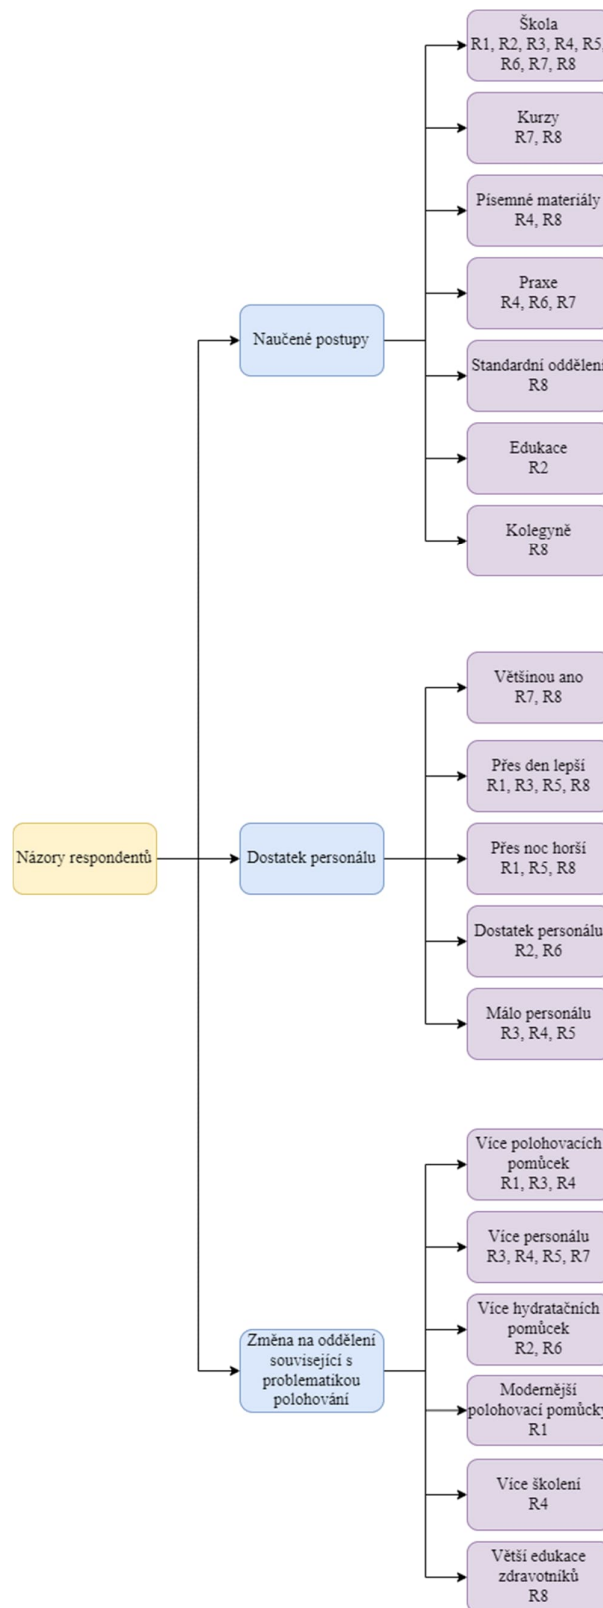 Škola
R1, R2, R3, R4, R5,
R6, R7, R8
Kurzy
R7, R8
Písemné materiály
R4, R8
Praxe
R4, R6, R7
Naučené postupy
Standardní oddělení
R8
Edukace
R2
Kolegyně
R8
Většinou ano
R7, R8
Přes den lepší
R1, R3, R5, R8
Názory respondentů
Dostatek personálu
Přes noc horší
R1, R5, R8
Dostatek personálu
R2, R6
Málo personálu
R3, R4, R5
Více polohovacích
pomůcek
R1, R3, R4
Více personálu
R3, R4, R5, R7
Více hydratačních
pomůcek
R2, R6
Změna na oddělení
související s
problematikou
polohování
Modernější
polohovací pomůcky
R1
Více školení
R4
Větší edukace
zdravotníků
R8